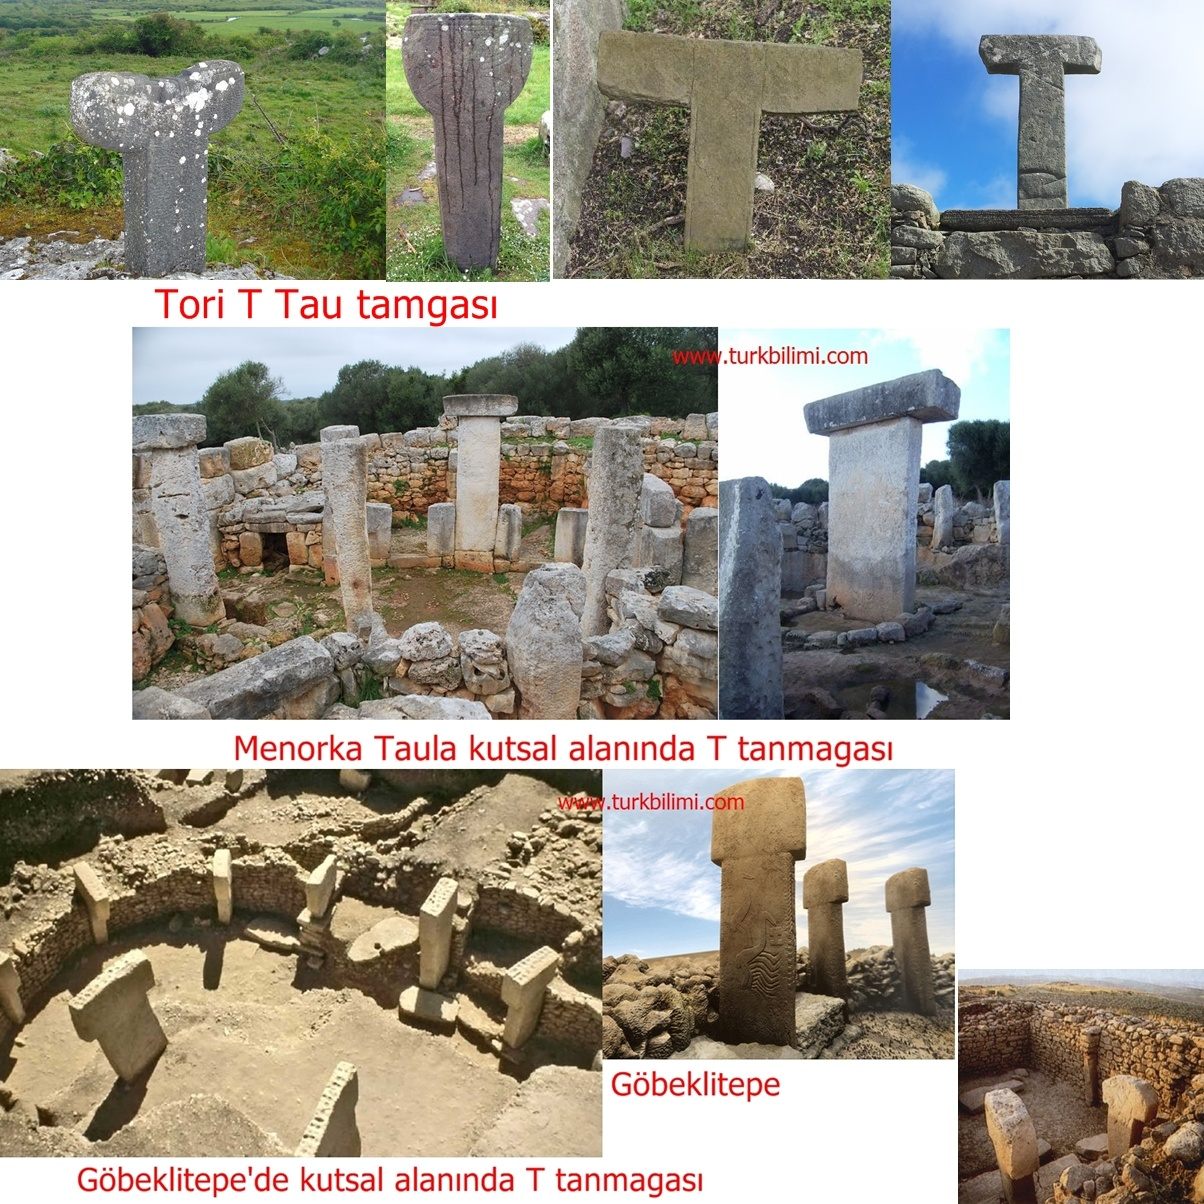 Tori T Tau tamgası
www.turkbilimi.com
Menorka Taula kutsal alanında T tanmagası
www.turkbilimi.com
Göbeklitepe
Göbeklitepe'de kutsal alanında T tanmagası